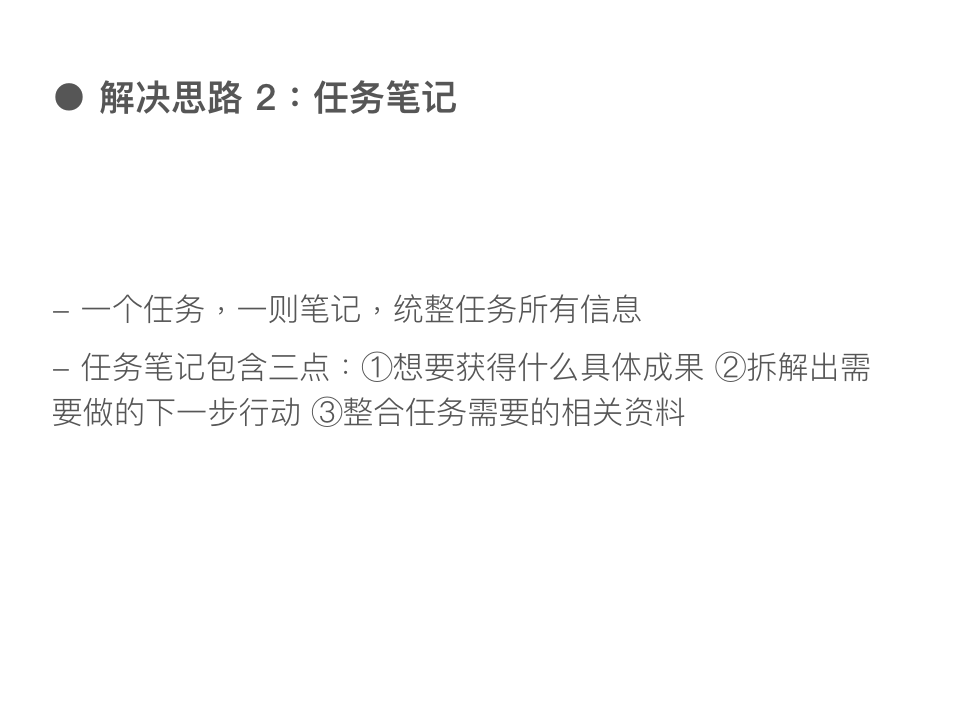 ● 解决思路 2：任务笔记
– 一个任务，一则笔记，统整任务所有信息
– 任务笔记包含三点：①想要获得什么具体成果 ②拆解出需
要做的下一步行动 ③整合任务需要的相关资料